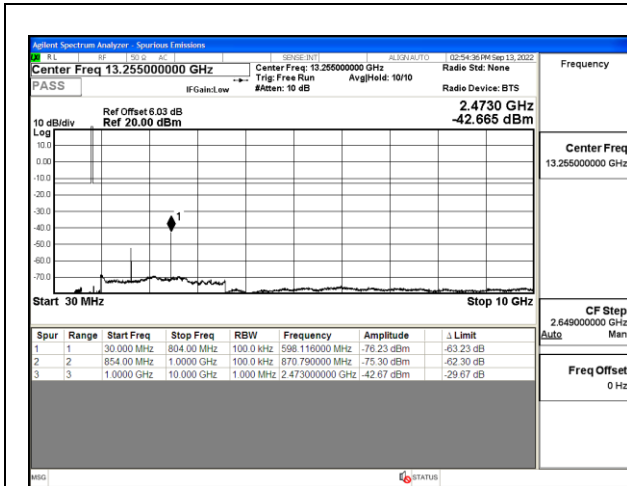 Agilent Spectrum Analyzer - Spurious Emissions
RL RF 50 Ω AC SENSE:INT ALIGN AUTO 02:54:36 PM Sep 13, 2022
Center Freq 13.255000000 GHz Center Freq: 13.255000000 GHz Radio Std: None
Trig: Free Run Avg|Hold: 10/10
PASS IFGain:Low #Atten: 10 dB Radio Device: BTS
Ref Offset 6.03 dB 2.4730 GHz
10 dB/div Ref 20.00 dBm -42.665 dBm
Log
10.0
0.00
-10.0
-20.0
-30.0
1
-40.0
-50.0
-60.0
-70.0
Start 30 MHz Stop 10 GHz
Spur Range Start Freq Stop Freq RBW Frequency Amplitude Δ Limit
1 1 30.000 MHz 804.00 MHz 100.0 kHz 598.116000 MHz -76.23 dBm -63.23 dB
2 2 854.00 MHz 1.0000 GHz 100.0 kHz 870.790000 MHz -75.30 dBm -62.30 dB
3 3 1.0000 GHz 10.000 GHz 1.000 MHz 2.473000000 GHz -42.67 dBm -29.67 dB
MSG STATUS
Frequency
Center Freq
13.255000000 GHz
CF Step
2.649000000 GHz
Auto Man
Freq Offset
0 Hz